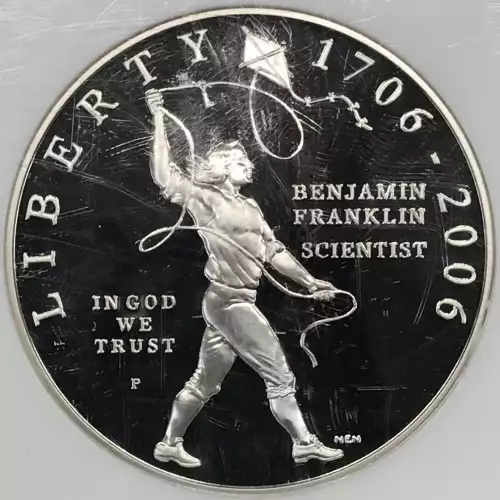 LIBERTY 1706-2006
BENJAMIN
FRANKLIN
SCIENTIST
IN GOD
WE
TRUST
P
MEM